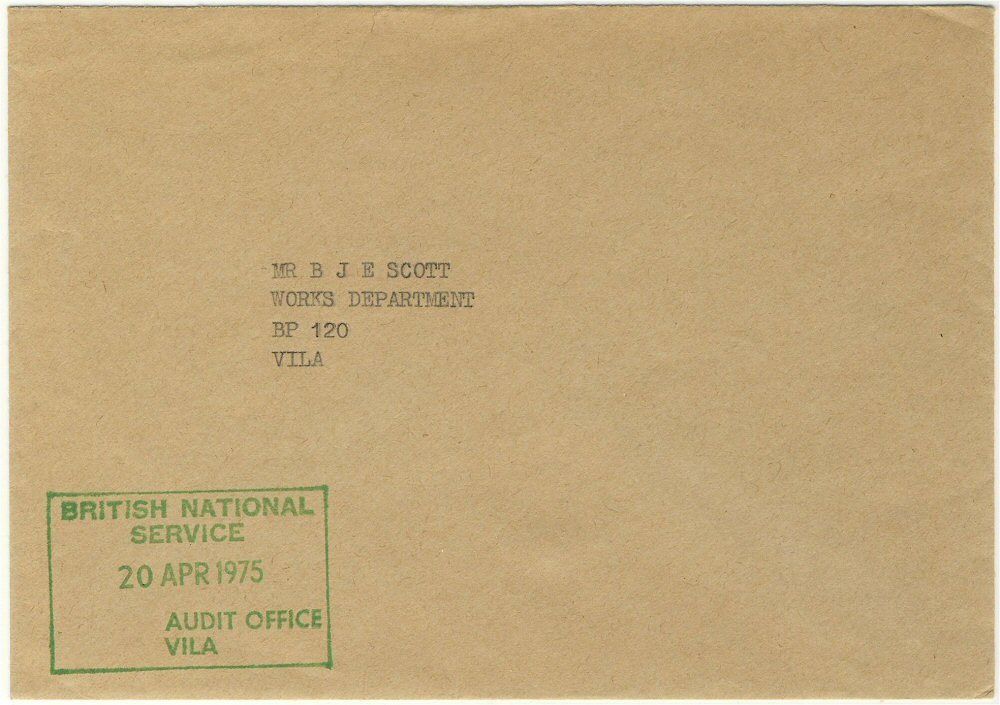 MR B J E SCOTT
WORKS DEPARTMENT
BP 120
VILA
BRITISH NATIONAL
SERVICE
20 APR 1975
AUDIT OFFICE
VILA